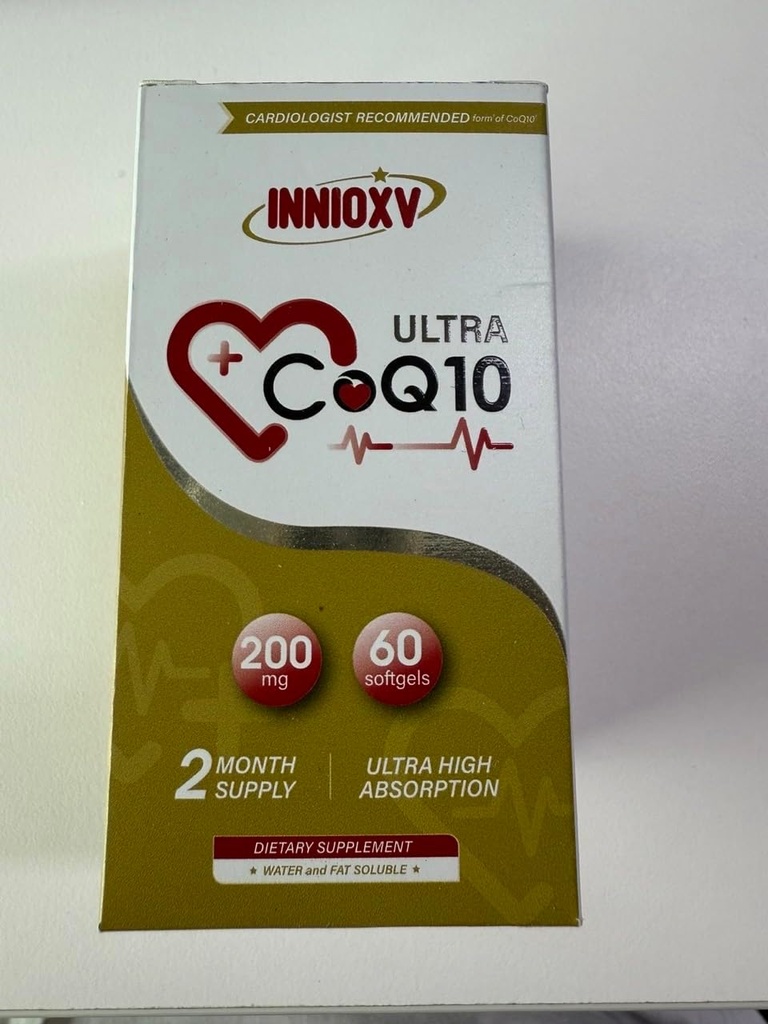 CARDIOLOGIST RECOMMENDED form* of CoQ10*
INNIOXV
ULTRA
CoQ10
200
mg
60
softgels
2 MONTH
SUPPLY
ULTRA HIGH
ABSORPTION
DIETARY SUPPLEMENT
★ WATER and FAT SOLUBLE ★